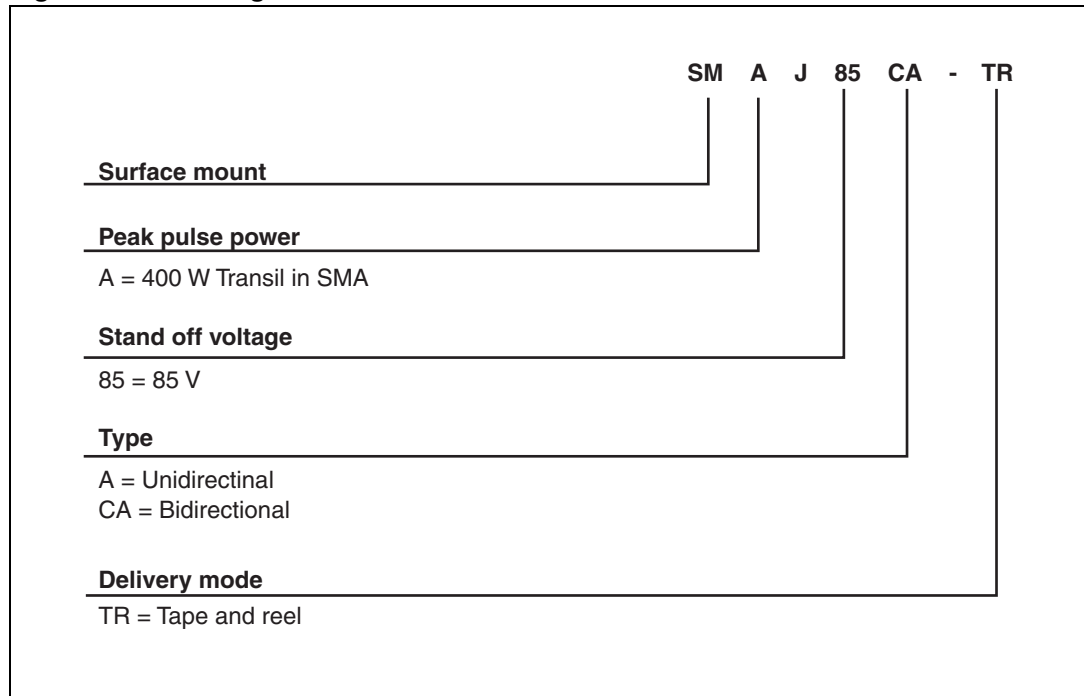 SM A J 85 CA - TR
Surface mount
Peak pulse power
A = 400 W Transil in SMA
Stand off voltage
85 = 85 V
Type
A = Unidirectinal
CA = Bidirectional
Delivery mode
TR = Tape and reel